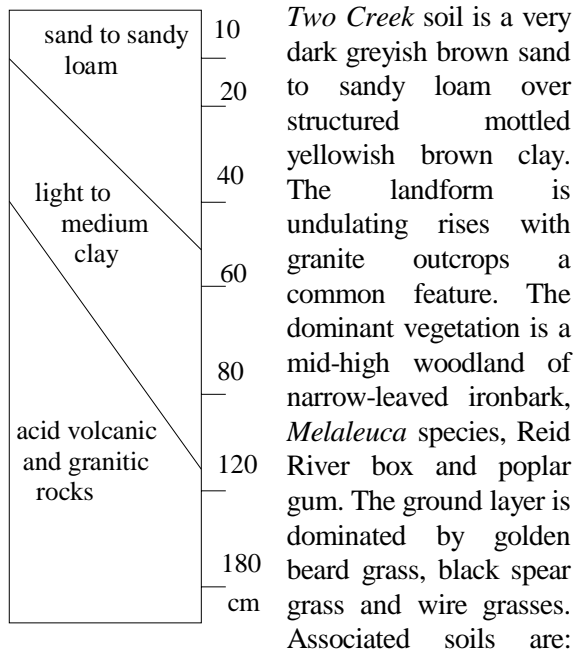 sand to sandy
loam
light to
medium
clay
acid volcanic
and granitic
rocks
10
20
40
60
80
120
180
cm
Two Creek soil is a very
dark greyish brown sand
to sandy loam over
structured mottled
yellowish brown clay.
The landform is
undulating rises with
granite outcrops a
common feature. The
dominant vegetation is a
mid-high woodland of
narrow-leaved ironbark,
Melaleuca species, Reid
River box and poplar
gum. The ground layer is
dominated by golden
beard grass, black spear
grass and wire grasses.
Associated soils are: